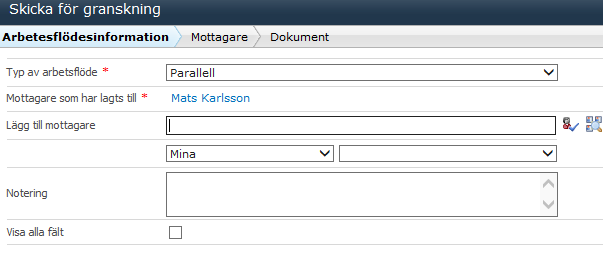 Skicka för granskning
Arbetesflödesinformation Mottagare Dokument
Typ av arbetsflöde * Parallell
Mottagare som har lagts till * Mats Karlsson
Lägg till mottagare
Mina
Notering
Visa alla fält